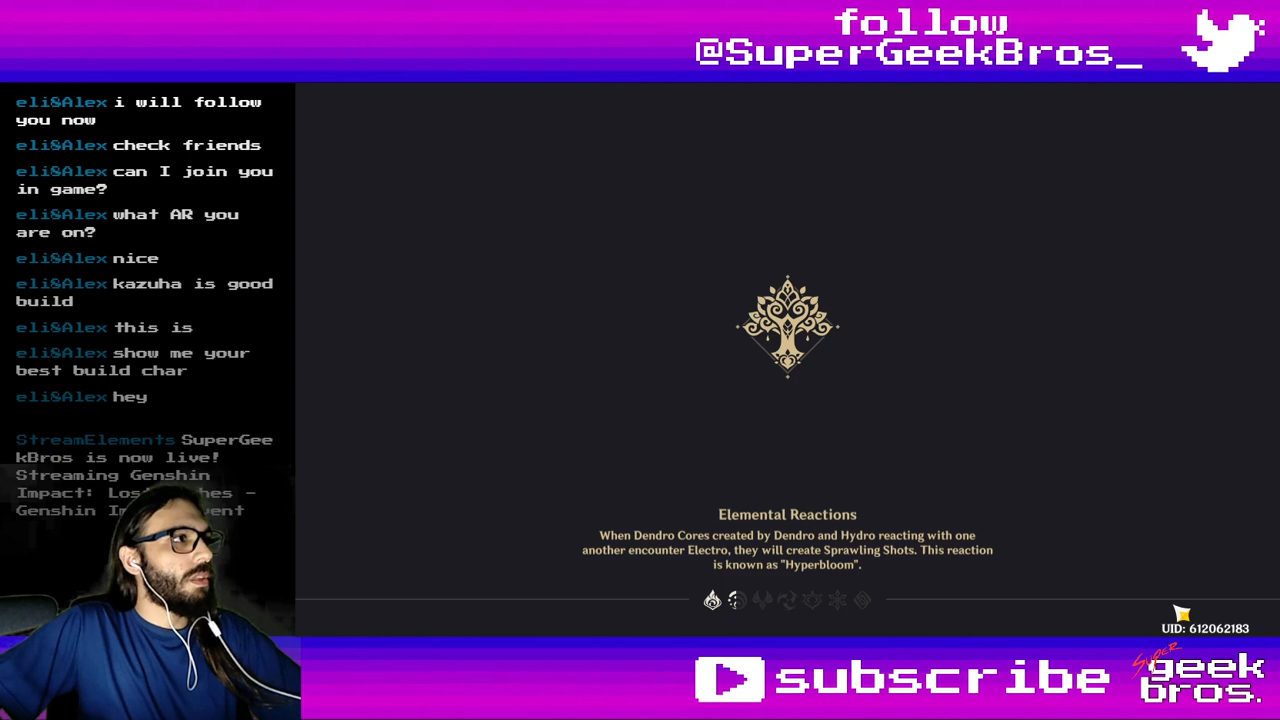 follow
@SuperGeekBros_
eli&Alex i will follow
you now
eli&Alex check friends
eli&Alex can I join you
in game?
eli&Alex what AR you
are on?
eli&Alex nice
eli&Alex kazuha is good
build
eli&Alex this is
eli&Alex show me your
best build char
eli&Alex hey
StreamElements SuperGee
kBros is now live!
Streaming Genshin
Impact:
Genshin
Elemental Reactions
When Dendro Cores created by Dendro and Hydro reacting with one
another encounter Electro, they will create Sprawling Shots. This reaction
is known as "Hyperbloom".
UID: 612062183
subscribe
SUPER
geek
bros.